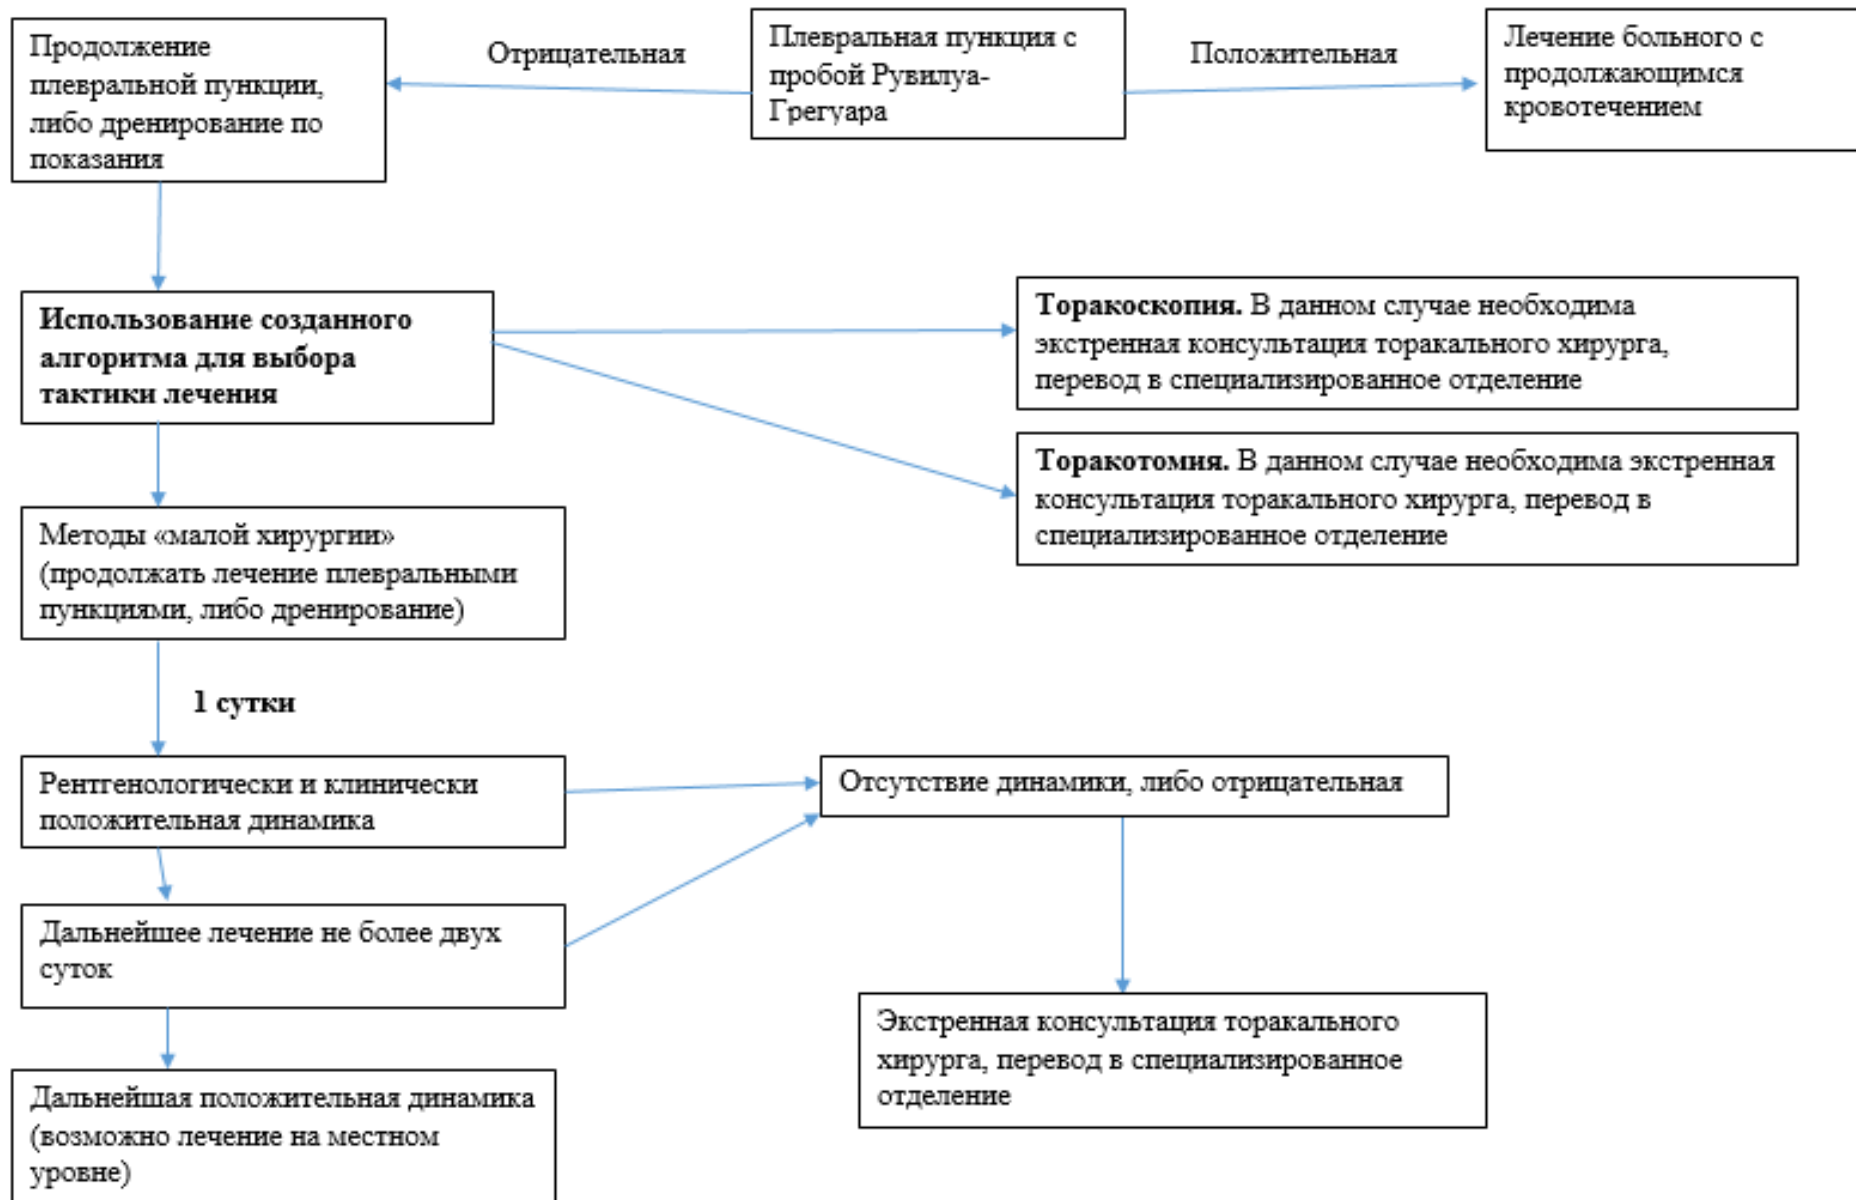 Продолжение
плевральной пункции,
либо дренирование по
показания
Отрицательная
Плевральная пункция с
пробой Рувилуа-
Грегуара
Положительная
Лечение больного с
продолжающимся
кровотечением
Использование созданного
алгоритма для выбора
тактики лечения
Торакоскопия. В данном случае необходима
экстренная консультация торакального хирурга,
перевод в специализированное отделение
Торакотомия. В данном случае необходима экстренная
консультация торакального хирурга, перевод в
специализированное отделение
Методы «малой хирургии»
(продолжать лечение плевральными
пункциями, либо дренирование)
1 сутки
Рентгенологически и клинически
положительная динамика
Отсутствие динамики, либо отрицательная
Дальнейшее лечение не более двух
суток
Экстренная консультация торакального
хирурга, перевод в специализированное
отделение
Дальнейшая положительная динамика
(возможно лечение на местном
уровне)